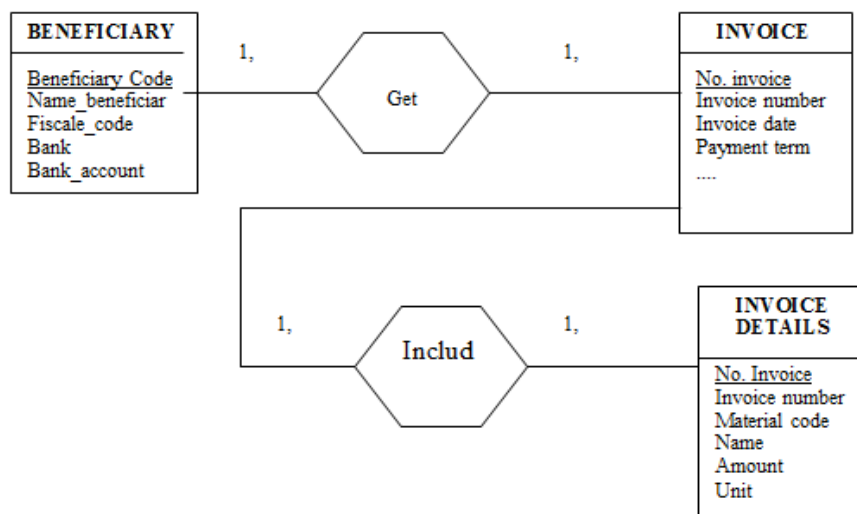 BENEFICIARY
Beneficiary Code
Name_beneficiar
Fiscale_code
Bank
Bank_account
1,
Get
1,
INVOICE
No. invoice
Invoice number
Invoice date
Payment term
....
1,
Includ
1,
INVOICE
DETAILS
No. Invoice
Invoice number
Material code
Name
Amount
Unit